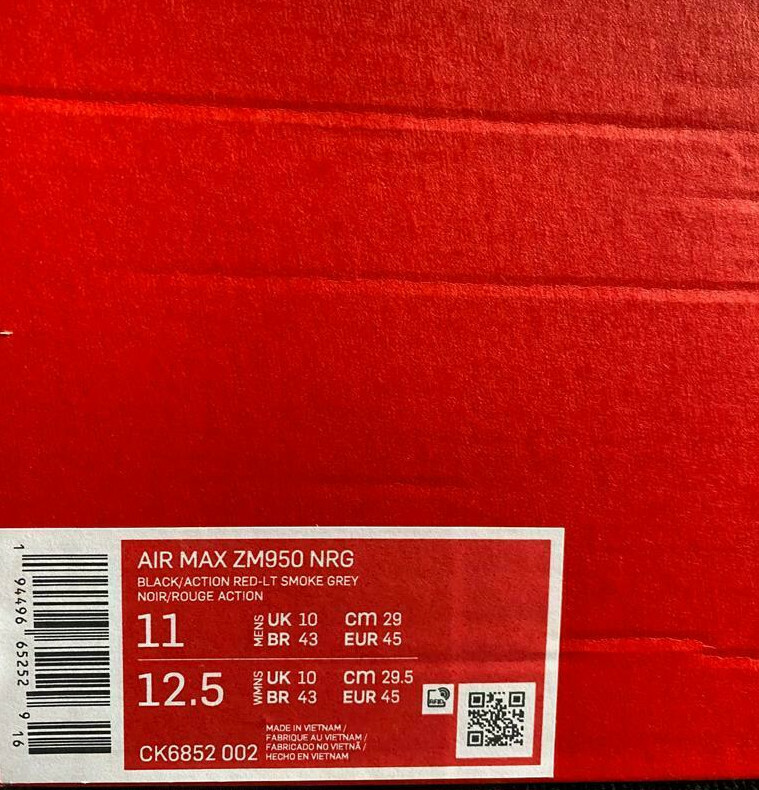 AIR MAX ZM950 NRG
BLACK/ACTION RED-LT SMOKE GREY
NOIR/ROUGE ACTION
11 MENS UK 10 cm 29
BR 43 EUR 45
12.5 WMNS UK 10 cm 29.5
BR 43 EUR 45
CK6852 002
MADE IN VIETNAM /
FABRIQUE AU VIETNAM /
FABRICADO NO VIETNÃ /
HECHO EN VIETNAM
1 94496 65252 9 16